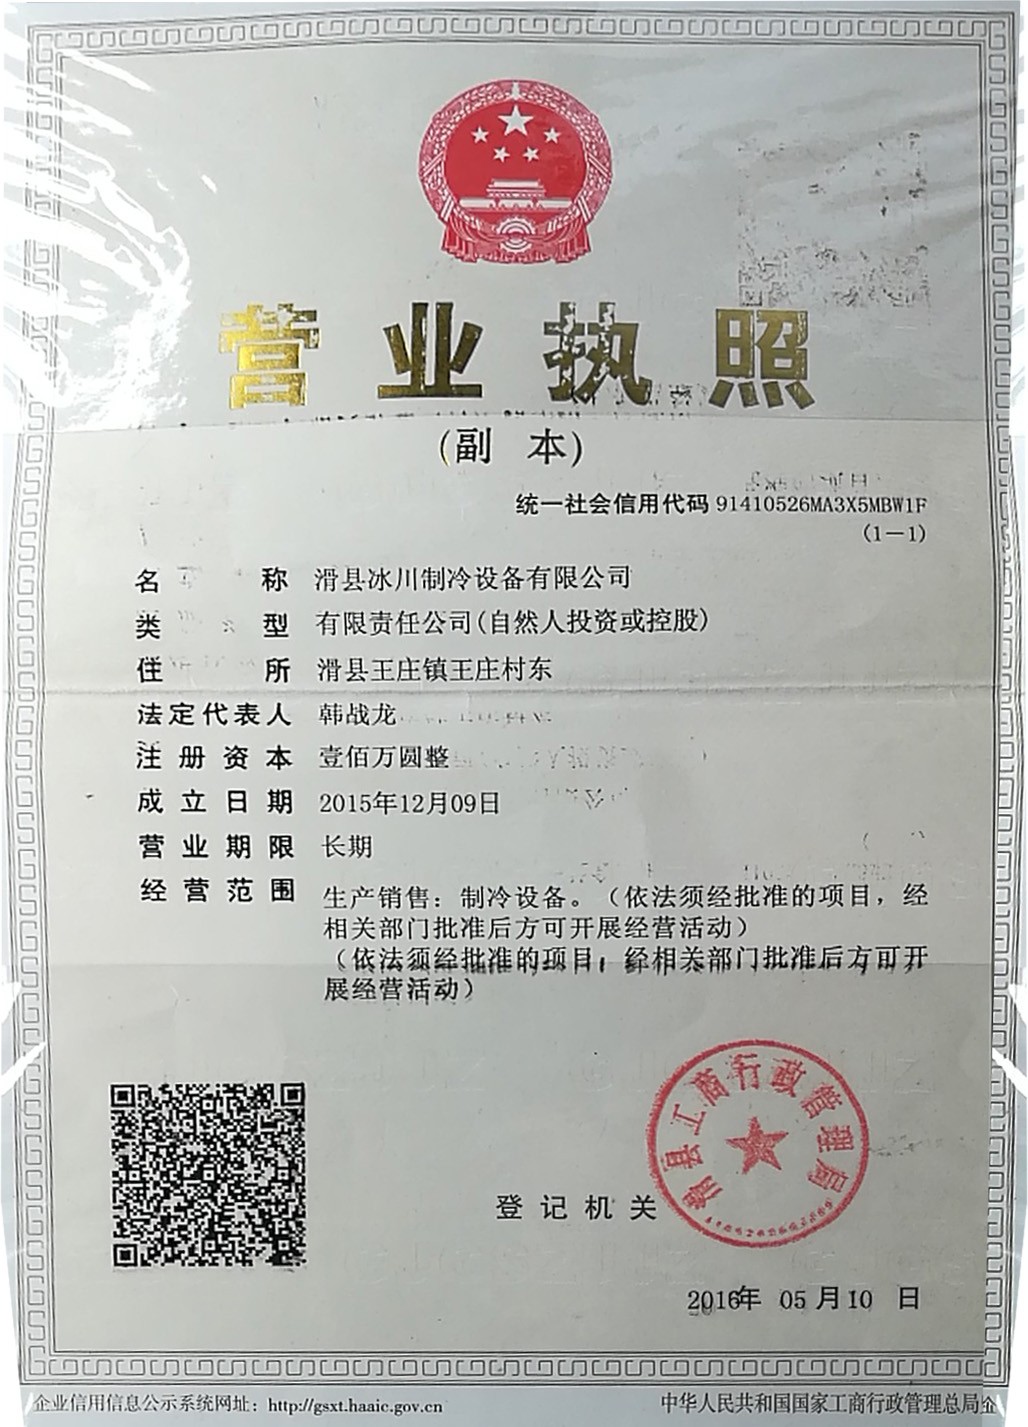 营业执照
(副 本)
统一社会信用代码 91410526MA3X5MBW1F
(1-1)
名 称 滑县冰川制冷设备有限公司
类 型 有限责任公司(自然人投资或控股)
住 所 滑县王庄镇王庄村东
法定代表人 韩战龙
注册资本 壹佰万圆整
成立日期 2015年12月09日
营业期限 长期
经营范围 生产销售：制冷设备。（依法须经批准的项目，经
相关部门批准后方可开展经营活动）
（依法须经批准的项目，经相关部门批准后方可开
展经营活动）
滑县工商行政管理局
登记机关
2016年 05月10 日
企业信用信息公示系统网址：http://gsxt.haaic.gov.cn
中华人民共和国国家工商行政管理总局